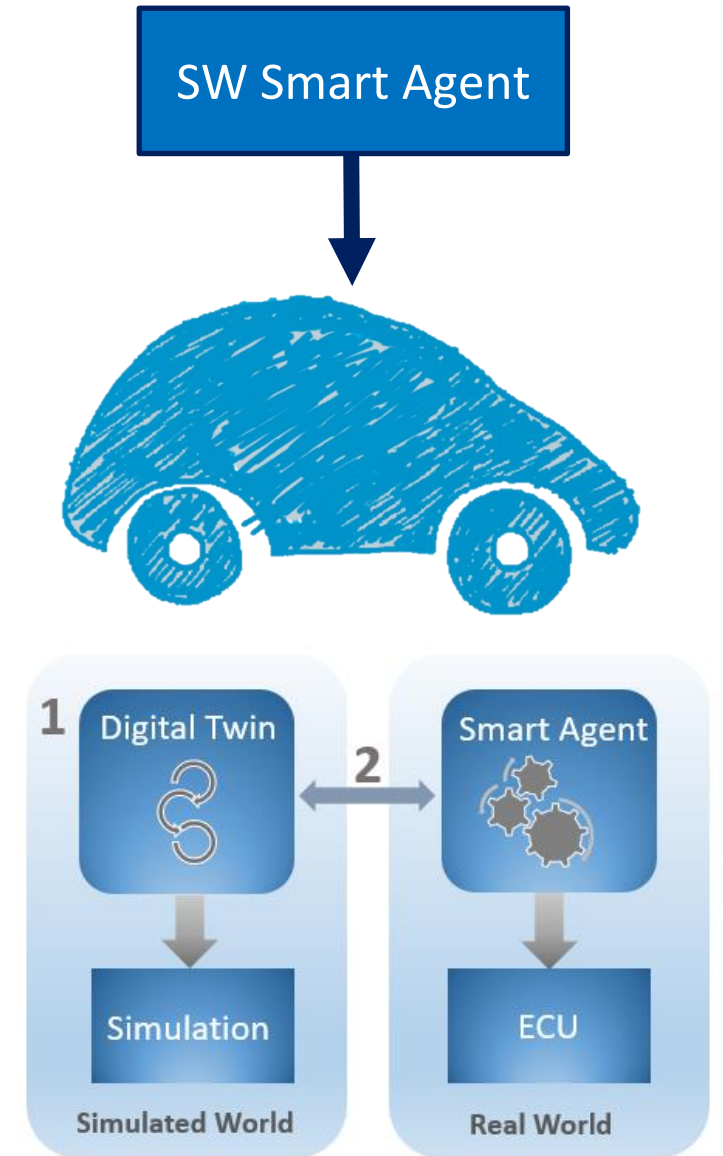 SW Smart Agent
1
Digital Twin
2
Smart Agent
Simulation
ECU
Simulated World
Real World